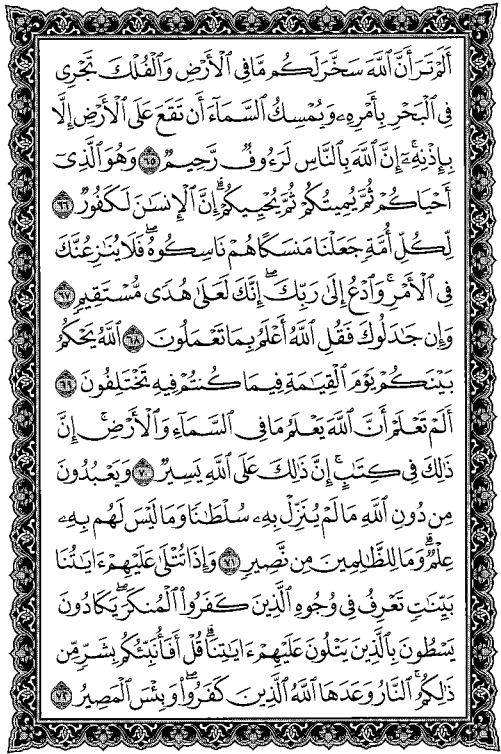 أَلَمْ تَرَ أَنَّ ٱللَّهَ سَخَّرَ لَكُم مَّا فِى ٱلْأَرْضِ وَٱلْفُلْكَ تَجْرِى
فِى ٱلْبَحْرِ بِأَمْرِهِۦ وَيُمْسِكُ ٱلسَّمَآءَ أَن تَقَعَ عَلَى ٱلْأَرْضِ إِلَّا
بِإِذْنِهِۦٓ ۗ إِنَّ ٱللَّهَ بِٱلنَّاسِ لَرَءُوفٌ رَّحِيمٌ ٦٥ وَهُوَ ٱلَّذِىٓ
أَحْيَاكُمْ ثُمَّ يُمِيتُكُمْ ثُمَّ يُحْيِيكُمْ ۗ إِنَّ ٱلْإِنسَٰنَ لَكَفُورٌ ٦٦
لِّكُلِّ أُمَّةٍ جَعَلْنَا مَنسَكًا هُمْ نَاسِكُوهُ ۖ فَلَا يُنَٰزِعُنَّكَ
فِى ٱلْأَمْرِ ۚ وَٱدْعُ إِلَىٰ رَبِّكَ ۖ إِنَّكَ لَعَلَىٰ هُدًى مُّسْتَقِيمٍ ٦٧
وَإِن جَٰدَلُوكَ فَقُلِ ٱللَّهُ أَعْلَمُ بِمَا تَعْمَلُونَ ٦٨ ٱللَّهُ يَحْكُمُ
بَيْنَكُمْ يَوْمَ ٱلْقِيَٰمَةِ فِيمَا كُنتُمْ فِيهِ تَخْتَلِفُونَ ٦٩
أَلَمْ تَعْلَمْ أَنَّ ٱللَّهَ يَعْلَمُ مَا فِى ٱلسَّمَآءِ وَٱلْأَرْضِ ۗ إِنَّ
ذَٰلِكَ فِى كِتَٰبٍ ۚ إِنَّ ذَٰلِكَ عَلَى ٱللَّهِ يَسِيرٌ ٧٠ وَيَعْبُدُونَ
مِن دُونِ ٱللَّهِ مَا لَمْ يُنَزِّلْ بِهِۦ سُلْطَٰنًا وَمَا لَيْسَ لَهُم بِهِۦ
عِلْمٌ ۗ وَمَا لِلظَّٰلِمِينَ مِن نَّصِيرٍ ٧١ وَإِذَا تُتْلَىٰ عَلَيْهِمْ ءَايَٰتُنَا
بَيِّنَٰتٍ تَعْرِفُ فِى وُجُوهِ ٱلَّذِينَ كَفَرُوا۟ ٱلْمُنكَرَ ۖ يَكَادُونَ
يَسْطُونَ بِٱلَّذِينَ يَتْلُونَ عَلَيْهِمْ ءَايَٰتِنَا ۗ قُلْ أَفَأُنَبِّئُكُم بِشَرٍّ مِّن
ذَٰلِكُمُ ۗ ٱلنَّارُ وَعَدَهَا ٱللَّهُ ٱلَّذِينَ كَفَرُوا۟ ۖ وَبِئْسَ ٱلْمَصِيرُ ٧٢